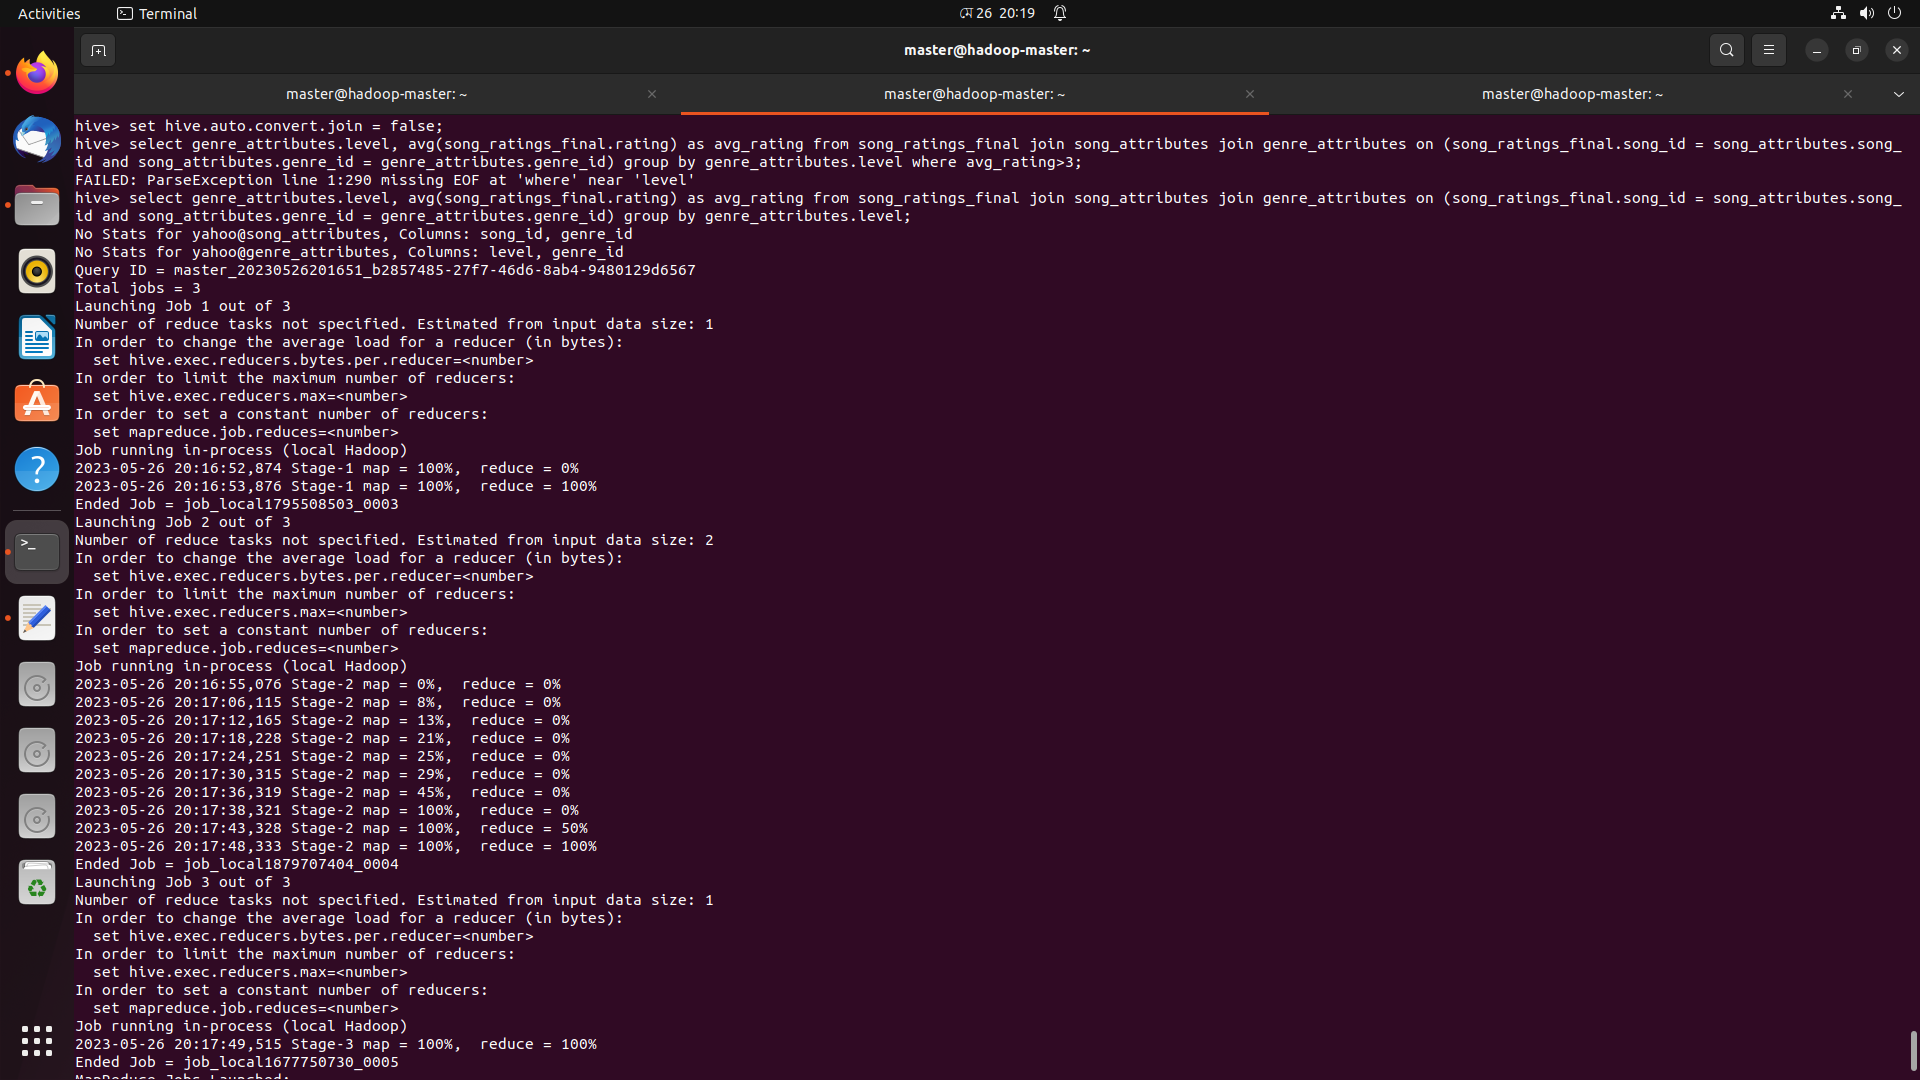 Activities
Terminal
মে 26 20:19
master@hadoop-master: ~
master@hadoop-master: ~
master@hadoop-master: ~
master@hadoop-master: ~
hive> set hive.auto.convert.join = false;
hive> select genre_attributes.level, avg(song_ratings_final.rating) as avg_rating from song_ratings_final join song_attributes join genre_attributes on (song_ratings_final.song_id = song_attributes.song_
id and song_attributes.genre_id = genre_attributes.genre_id) group by genre_attributes.level where avg_rating>3;
FAILED: ParseException line 1:290 missing EOF at 'where' near 'level'
hive> select genre_attributes.level, avg(song_ratings_final.rating) as avg_rating from song_ratings_final join song_attributes join genre_attributes on (song_ratings_final.song_id = song_attributes.song_
id and song_attributes.genre_id = genre_attributes.genre_id) group by genre_attributes.level;
No Stats for yahoo@song_attributes, Columns: song_id, genre_id
No Stats for yahoo@genre_attributes, Columns: level, genre_id
Query ID = master_20230526201651_b2857485-27f7-46d6-8ab4-9480129d6567
Total jobs = 3
Launching Job 1 out of 3
Number of reduce tasks not specified. Estimated from input data size: 1
In order to change the average load for a reducer (in bytes):
  set hive.exec.reducers.bytes.per.reducer=<number>
In order to limit the maximum number of reducers:
  set hive.exec.reducers.max=<number>
In order to set a constant number of reducers:
  set mapreduce.job.reduces=<number>
Job running in-process (local Hadoop)
2023-05-26 20:16:52,874 Stage-1 map = 100%,  reduce = 0%
2023-05-26 20:16:53,876 Stage-1 map = 100%,  reduce = 100%
Ended Job = job_local1795508503_0003
Launching Job 2 out of 3
Number of reduce tasks not specified. Estimated from input data size: 2
In order to change the average load for a reducer (in bytes):
  set hive.exec.reducers.bytes.per.reducer=<number>
In order to limit the maximum number of reducers:
  set hive.exec.reducers.max=<number>
In order to set a constant number of reducers:
  set mapreduce.job.reduces=<number>
Job running in-process (local Hadoop)
2023-05-26 20:16:55,076 Stage-2 map = 0%,  reduce = 0%
2023-05-26 20:17:06,115 Stage-2 map = 8%,  reduce = 0%
2023-05-26 20:17:12,165 Stage-2 map = 13%,  reduce = 0%
2023-05-26 20:17:18,228 Stage-2 map = 21%,  reduce = 0%
2023-05-26 20:17:24,251 Stage-2 map = 25%,  reduce = 0%
2023-05-26 20:17:30,315 Stage-2 map = 29%,  reduce = 0%
2023-05-26 20:17:36,319 Stage-2 map = 45%,  reduce = 0%
2023-05-26 20:17:38,321 Stage-2 map = 100%,  reduce = 0%
2023-05-26 20:17:43,328 Stage-2 map = 100%,  reduce = 50%
2023-05-26 20:17:48,333 Stage-2 map = 100%,  reduce = 100%
Ended Job = job_local1879707404_0004
Launching Job 3 out of 3
Number of reduce tasks not specified. Estimated from input data size: 1
In order to change the average load for a reducer (in bytes):
  set hive.exec.reducers.bytes.per.reducer=<number>
In order to limit the maximum number of reducers:
  set hive.exec.reducers.max=<number>
In order to set a constant number of reducers:
  set mapreduce.job.reduces=<number>
Job running in-process (local Hadoop)
2023-05-26 20:17:49,515 Stage-3 map = 100%,  reduce = 100%
Ended Job = job_local1677750730_0005
MapReduce Jobs Launched: